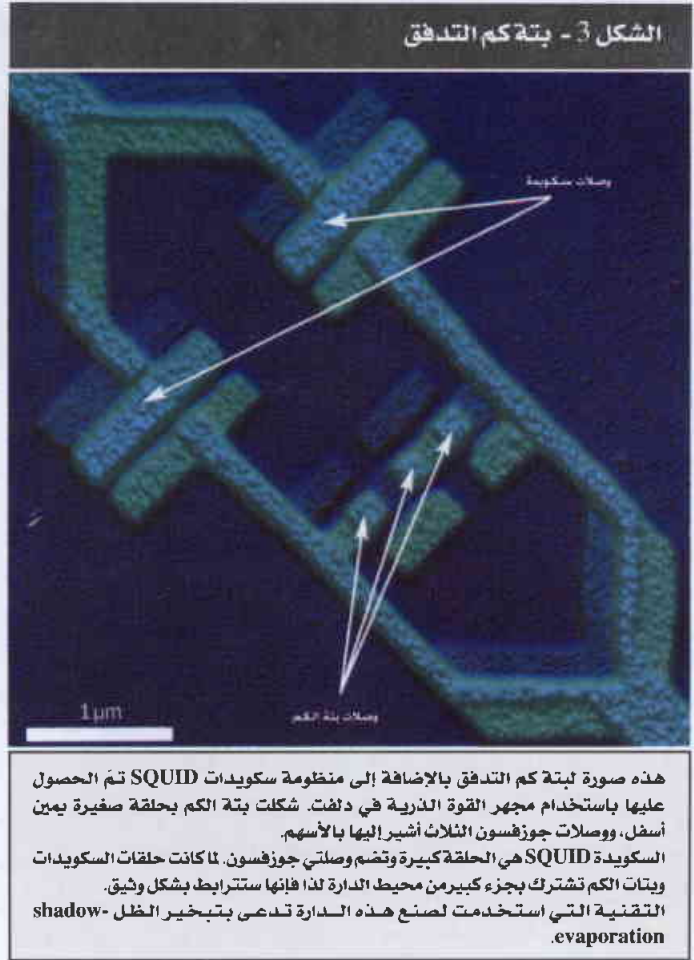 الشكل 3 - بتة كم التدفق
وصلات سكويدة
1 µm
وصلات بتة الكم
هذه صورة لبتة كم التدفق بالإضافة إلى منظومة سكويدات SQUID تمَ الحصول
عليها باستخدام مجهر القوة الذرية في دلفت. شكلت بتة الكم بحلقة صغيرة يمين
أسفل، ووصلات جوزفسون الثلاث أشير إليها بالأسهم.
السكويدة SQUID هي الحلقة كبيرة وتضم وصلتي جوزفسون. لما كانت حلقات السكويدات
وبتات الكم تشترك بجزء كبير من محيط الدارة لذا فإنها ستترابط بشكل وثيق.
التقنية التي استخدمت لصنع هذه الدارة تدعى بتبخير الظل shadow-
evaporation.